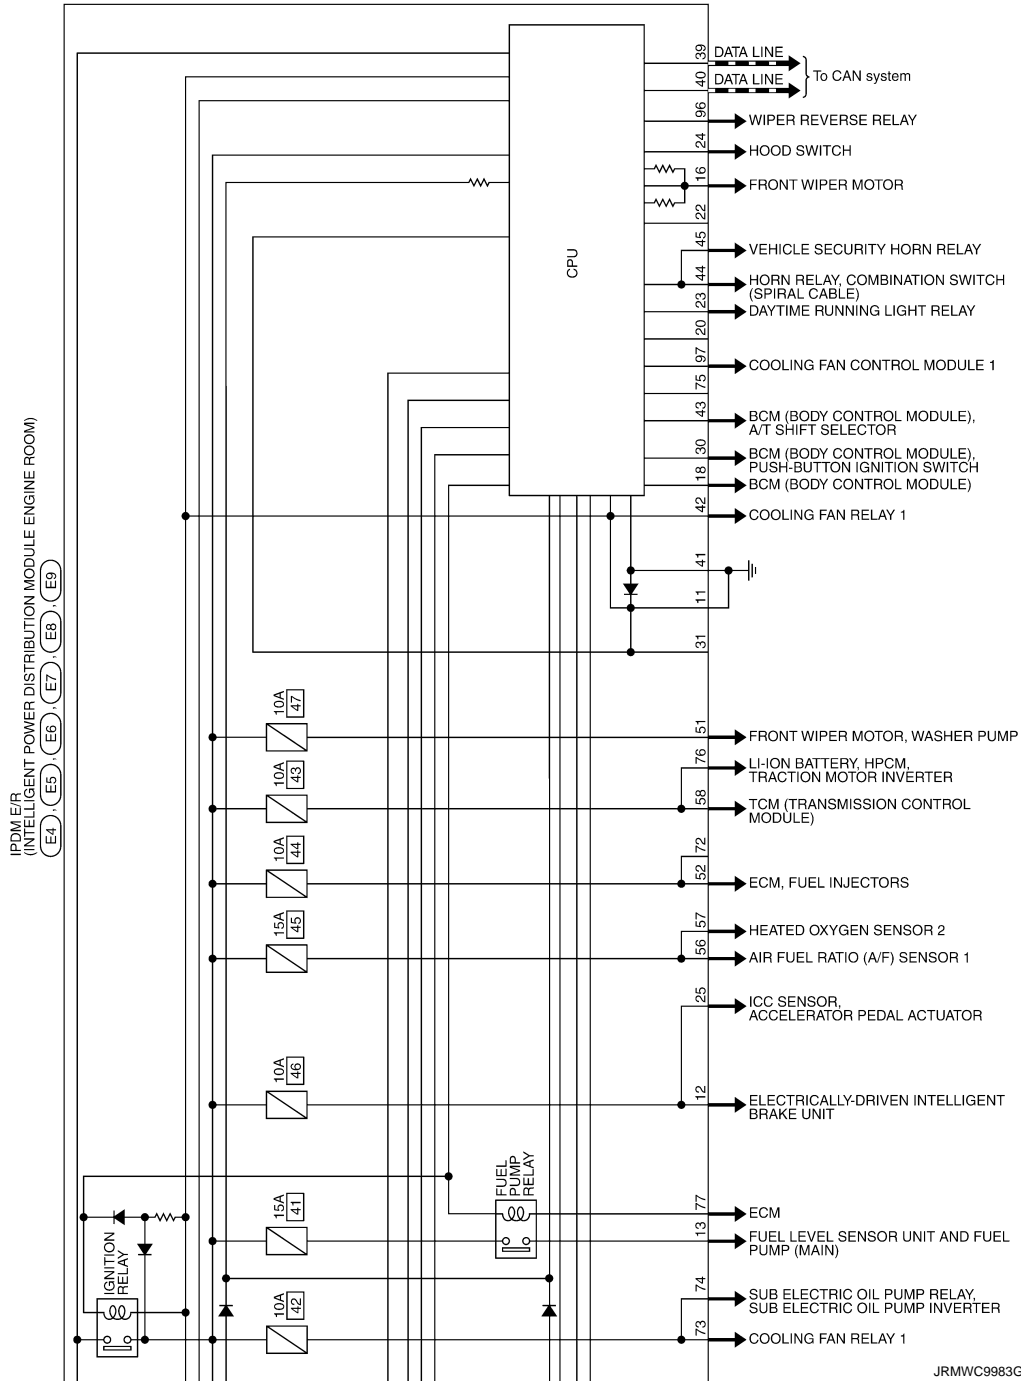 39
DATA LINE
40
DATA LINE
To CAN system
96
WIPER REVERSE RELAY
24
HOOD SWITCH
16
FRONT WIPER MOTOR
22
45
VEHICLE SECURITY HORN RELAY
44
HORN RELAY, COMBINATION SWITCH
(SPIRAL CABLE)
23
DAYTIME RUNNING LIGHT RELAY
20
97
COOLING FAN CONTROL MODULE 1
75
43
BCM (BODY CONTROL MODULE),
A/T SHIFT SELECTOR
30
BCM (BODY CONTROL MODULE),
PUSH-BUTTON IGNITION SWITCH
18
BCM (BODY CONTROL MODULE)
42
COOLING FAN RELAY 1
41
11
31
CPU
IPDM E/R
(INTELLIGENT POWER DISTRIBUTION MODULE ENGINE ROOM)
E4 , E5 , E6 , E7 , E8 , E9
10A
47
51
FRONT WIPER MOTOR, WASHER PUMP
10A
43
76
LI-ION BATTERY, HPCM,
TRACTION MOTOR INVERTER
58
TCM (TRANSMISSION CONTROL
MODULE)
10A
44
72
52
ECM, FUEL INJECTORS
15A
45
57
HEATED OXYGEN SENSOR 2
56
AIR FUEL RATIO (A/F) SENSOR 1
25
ICC SENSOR,
ACCELERATOR PEDAL ACTUATOR
10A
46
12
ELECTRICALLY-DRIVEN INTELLIGENT
BRAKE UNIT
FUEL
PUMP
RELAY
15A
41
77
ECM
13
FUEL LEVEL SENSOR UNIT AND FUEL
PUMP (MAIN)
IGNITION
RELAY
10A
42
74
SUB ELECTRIC OIL PUMP RELAY,
SUB ELECTRIC OIL PUMP INVERTER
73
COOLING FAN RELAY 1
JRMWC9983G